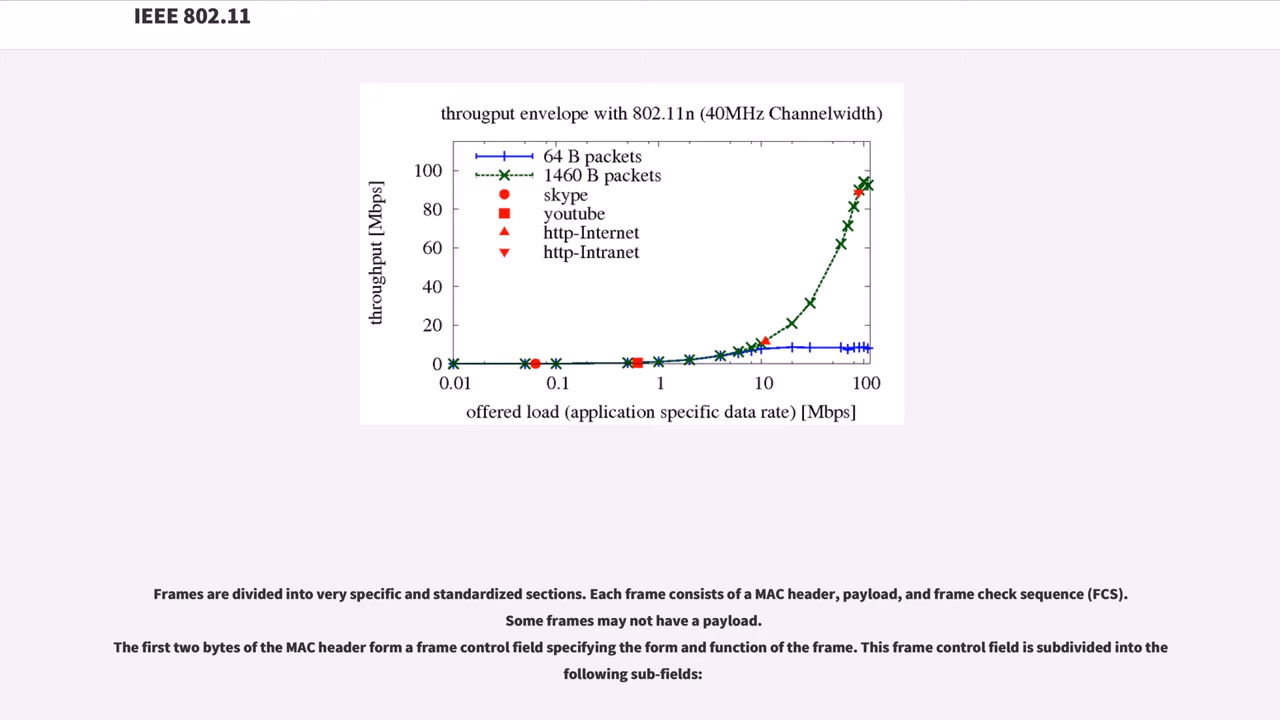 IEEE 802.11
througput envelope with 802.11n (40MHz Channelwidth)
64 B packets
1460 B packets
skype
youtube
http-Internet
http-Intranet
throughput [Mbps]
100
80
60
40
20
0
0.01 0.1 1 10 100
offered load (application specific data rate) [Mbps]
Frames are divided into very specific and standardized sections. Each frame consists of a MAC header, payload, and frame check sequence (FCS).
Some frames may not have a payload.
The first two bytes of the MAC header form a frame control field specifying the form and function of the frame. This frame control field is subdivided into the
following sub-fields: